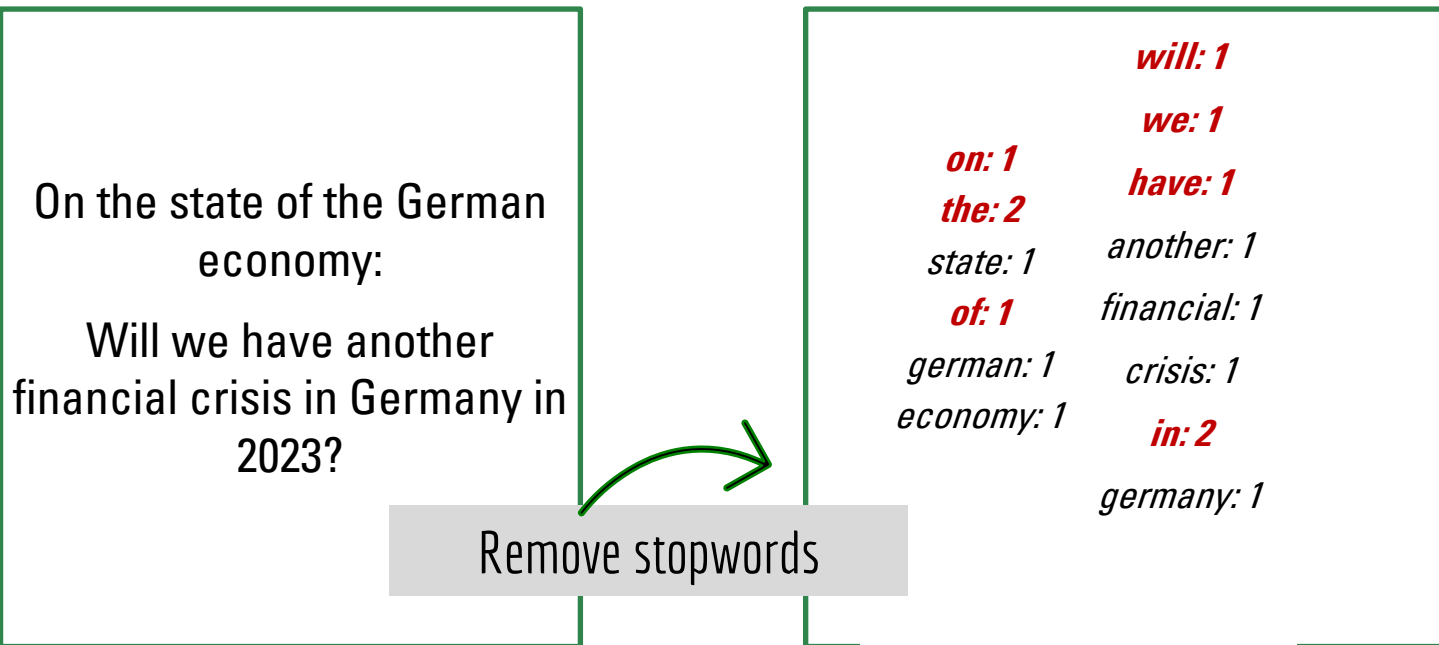 On the state of the German
economy:
Will we have another
financial crisis in Germany in
2023?
Remove stopwords
on: 1
the: 2
state: 1
of: 1
german: 1
economy: 1
will: 1
we: 1
have: 1
another: 1
financial: 1
crisis: 1
in: 2
germany: 1